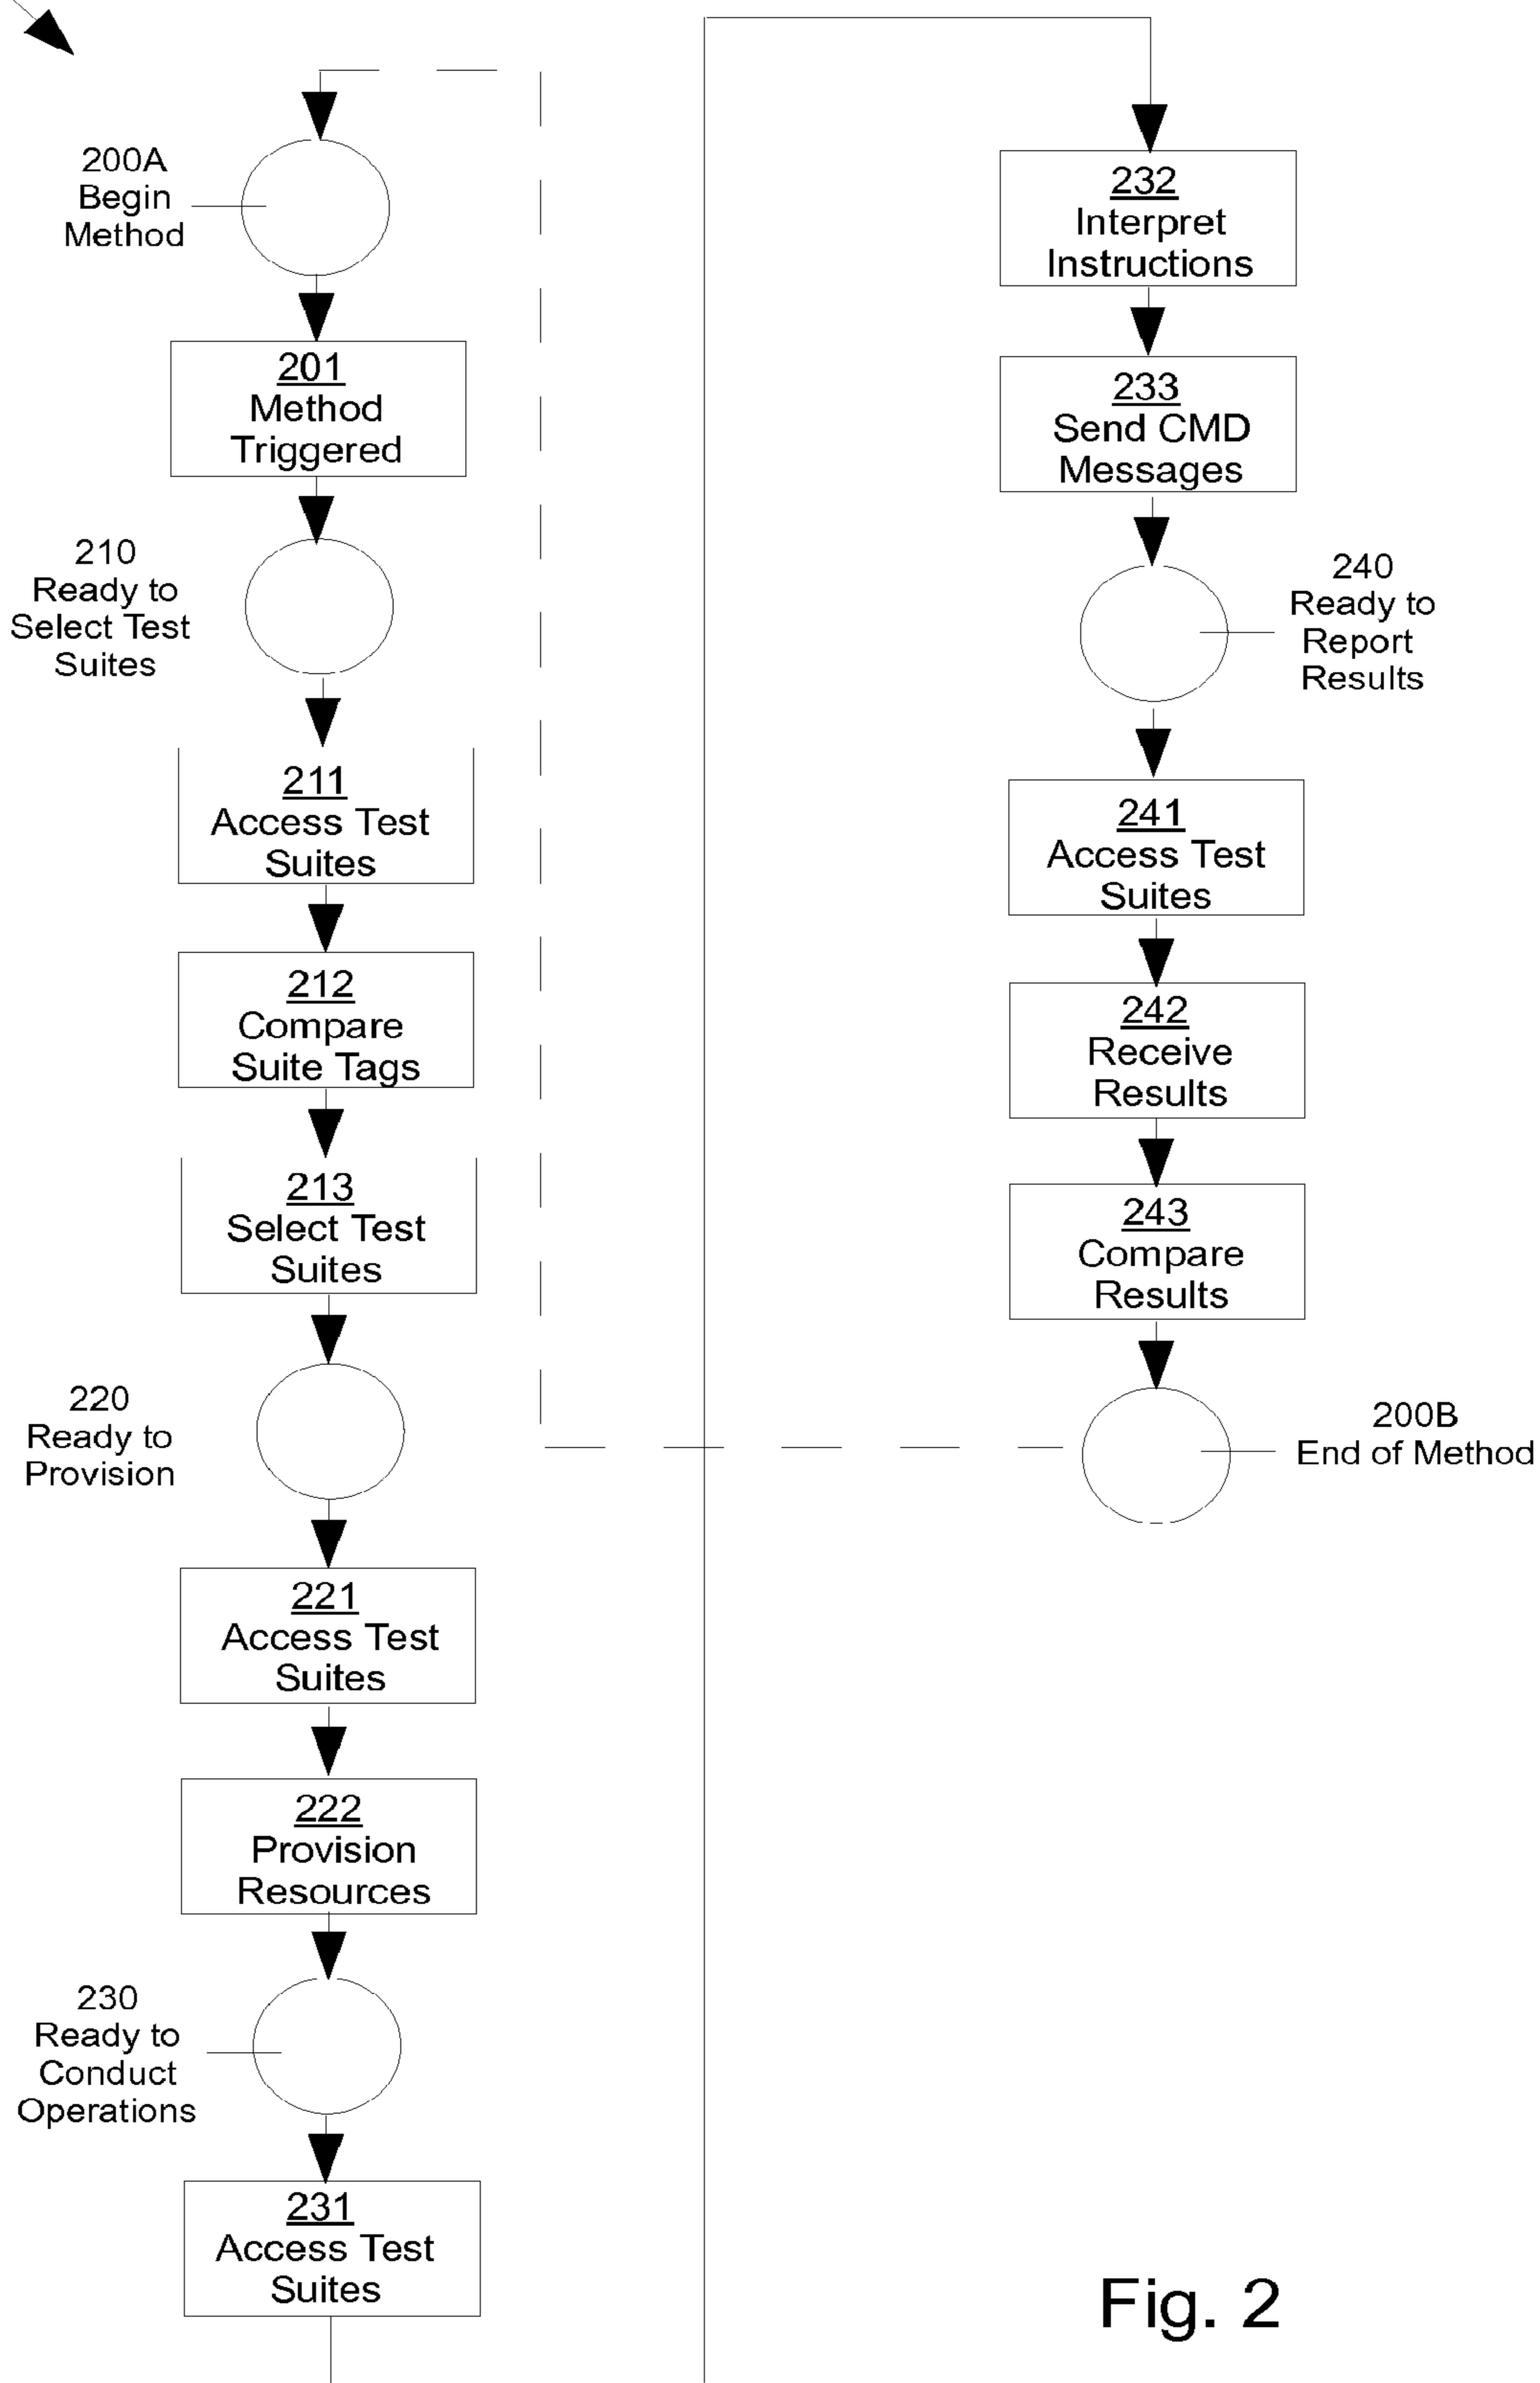 200A
Begin
Method
201
Method
Triggered
210
Ready to
Select Test
Suites
211
Access Test
Suites
212
Compare
Suite Tags
213
Select Test
Suites
220
Ready to
Provision
221
Access Test
Suites
222
Provision
Resources
230
Ready to
Conduct
Operations
231
Access Test
Suites
232
Interpret
Instructions
233
Send CMD
Messages
240
Ready to
Report
Results
241
Access Test
Suites
242
Receive
Results
243
Compare
Results
200B
End of Method
Fig. 2